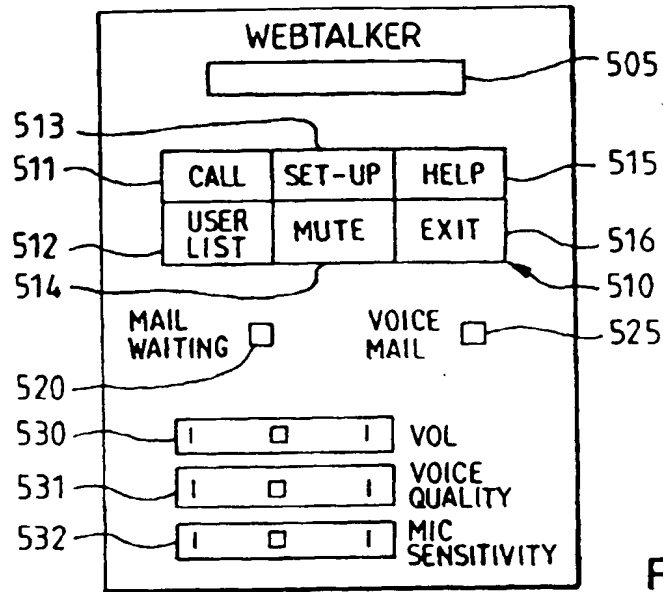 WEBTALKER
505
513
511
CALL
SET-UP
HELP
515
512
USER
LIST
MUTE
EXIT
516
514
510
MAIL
WAITING
VOICE
MAIL
525
520
530
VOL
531
VOICE
QUALITY
532
MIC
SENSITIVITY
F